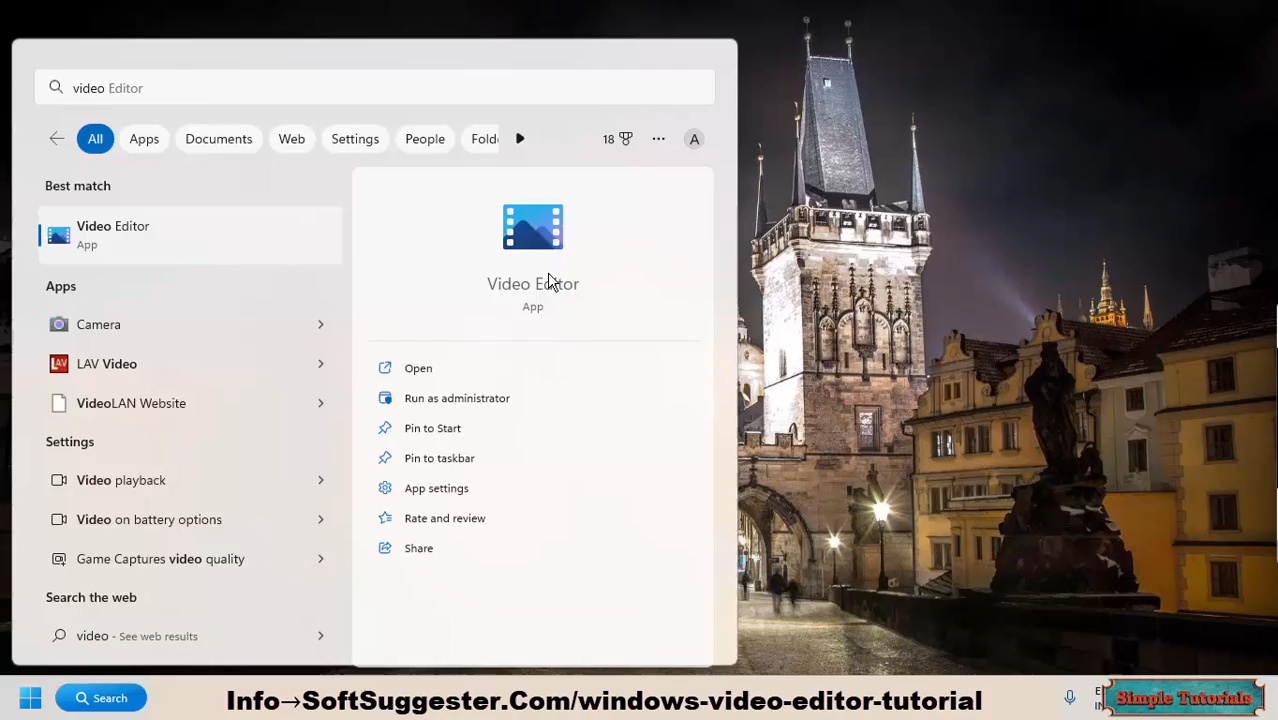 video Editor
All
Apps
Documents
Web
Settings
People
Folde
18
A
Best match
Video Editor
App
Apps
Camera
LAV
LAV Video
VideoLAN Website
Settings
Video playback
Video on battery options
Game Captures video quality
Search the web
video - See web results
Video Editor
App
Open
Run as administrator
Pin to Start
Pin to taskbar
App settings
Rate and review
Share
Search
Info→SoftSuggester.Com/windows-video-editor-tutorial
Simple Tutorials